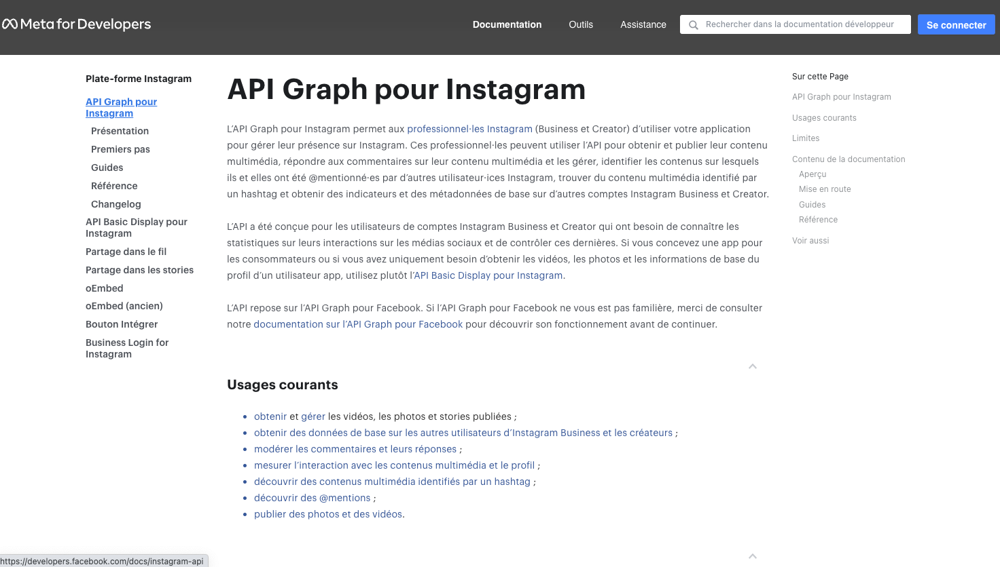 Meta for Developers
Documentation
Outils
Assistance
Rechercher dans la documentation développeur
Se connecter
Plate-forme Instagram
API Graph pour
Instagram
Présentation
Premiers pas
Guides
Référence
Changelog
API Basic Display pour
Instagram
Partage dans le fil
Partage dans les stories
oEmbed
oEmbed (ancien)
Bouton Intégrer
Business Login for
Instagram
API Graph pour Instagram
L’API Graph pour Instagram permet aux professionnel·les Instagram (Business et Creator) d’utiliser votre application
pour gérer leur présence sur Instagram. Ces professionnel·les peuvent utiliser l’API pour obtenir et publier leur contenu
multimédia, répondre aux commentaires sur leur contenu multimédia et les gérer, identifier les contenus sur lesquels
ils et elles ont été @mentionné·es par d’autres utilisateur·ices Instagram, trouver du contenu multimédia identifié par
un hashtag et obtenir des indicateurs et des métadonnées de base sur d’autres comptes Instagram Business et Creator.
L’API a été conçue pour les utilisateurs de comptes Instagram Business et Creator qui ont besoin de connaître les
statistiques sur leurs interactions sur les médias sociaux et de contrôler ces dernières. Si vous concevez une app pour
les consommateurs ou si vous avez uniquement besoin d’obtenir les vidéos, les photos et les informations de base du
profil d’un utilisateur app, utilisez plutôt l’API Basic Display pour Instagram.
L’API repose sur l’API Graph pour Facebook. Si l’API Graph pour Facebook ne vous est pas familière, merci de consulter
notre documentation sur l’API Graph pour Facebook pour découvrir son fonctionnement avant de continuer.
Usages courants
obtenir et gérer les vidéos, les photos et stories publiées ;
obtenir des données de base sur les autres utilisateurs d’Instagram Business et les créateurs ;
modérer les commentaires et leurs réponses ;
mesurer l’interaction avec les contenus multimédia et le profil ;
découvrir des contenus multimédia identifiés par un hashtag ;
découvrir des @mentions ;
publier des photos et des vidéos.
Sur cette Page
API Graph pour Instagram
Usages courants
Limites
Contenu de la documentation
Aperçu
Mise en route
Guides
Référence
Voir aussi
https://developers.facebook.com/docs/instagram-api